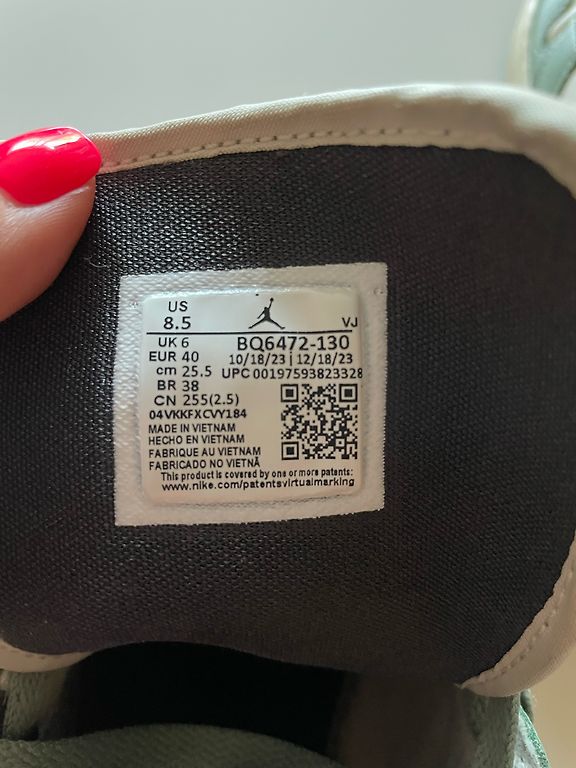 US
8.5
VJ
UK 6
BQ6472-130
EUR 40
10/18/23 | 12/18/23
cm 25.5
UPC 00197593823328
BR 38
CN 255(2.5)
04VKKFXCVY184
MADE IN VIETNAM
HECHO EN VIETNAM
FABRIQUE AU VIETNAM
FABRICADO NO VIETNÃ
This product is covered by one or more patents:
www.nike.com/patentsvirtualmarking